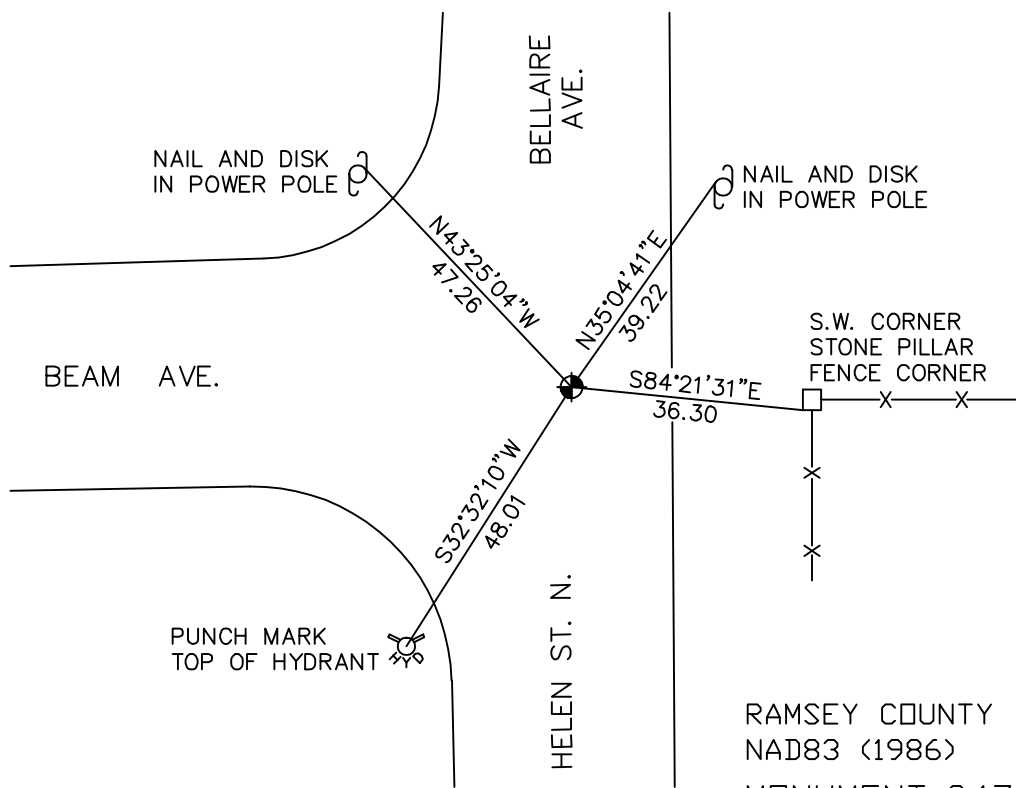 BELLAIRE
AVE.
NAIL AND DISK
IN POWER POLE
NAIL AND DISK
IN POWER POLE
N43°25'04"W
47.26
N35°04'41"E
39.22
S.W. CORNER
STONE PILLAR
FENCE CORNER
BEAM AVE.
S84°21'31"E
36.30
S32°32'10"W
48.01
PUNCH MARK
TOP OF HYDRANT
HYD
HELEN ST. N.
RAMSEY COUNTY
NAD83 (1986)
MONUMENT